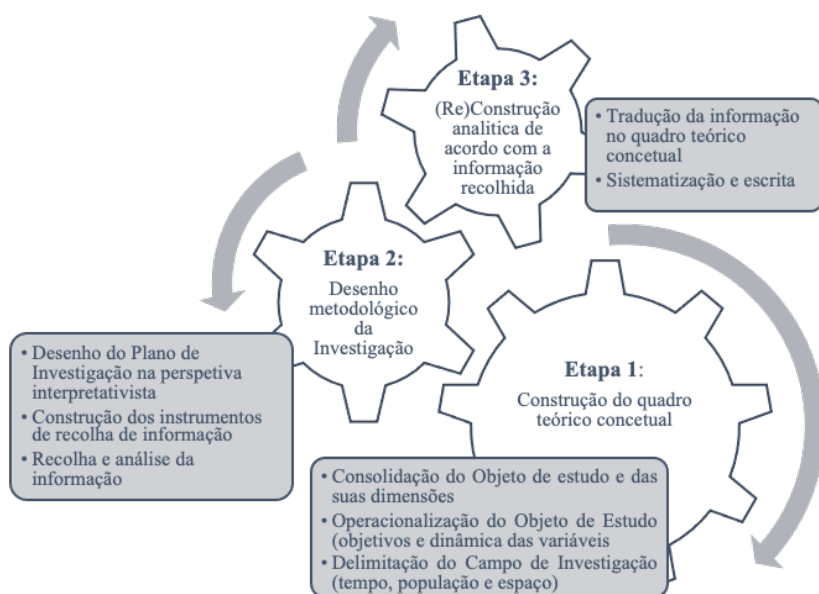 Etapa 3:
(Re)Construção
analitica de
acordo com a
informação
recolhida
• Tradução da informação
no quadro teórico
concetual
• Sistematização e escrita
Etapa 2:
Desenho
metodológico
da
Investigação
• Desenho do Plano de
Investigação na perspetiva
interpretativista
• Construção dos instrumentos
de recolha de informação
• Recolha e análise da
informação
Etapa 1:
Construção do quadro
teórico concetual
• Consolidação do Objeto de estudo e das
suas dimensões
• Operacionalização do Objeto de Estudo
(objetivos e dinâmica das variáveis
• Delimitação do Campo de Investigação
(tempo, população e espaço)